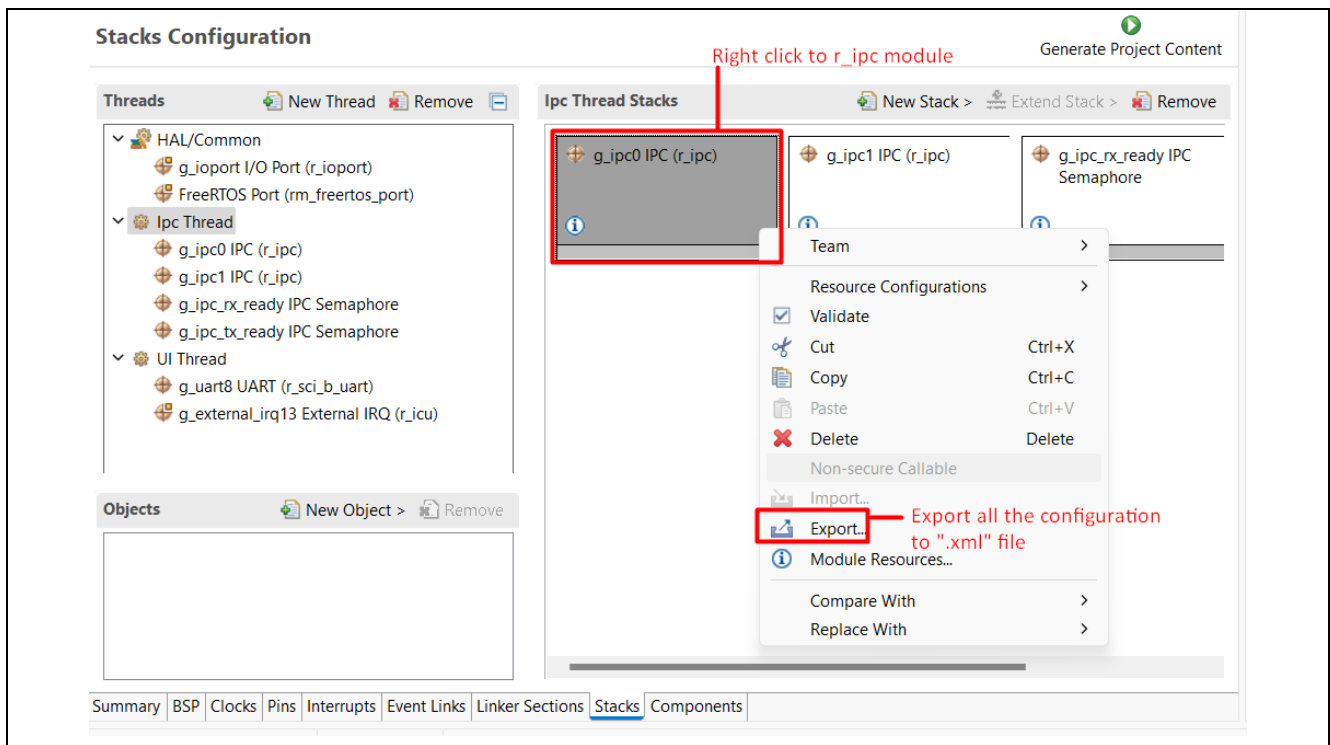 Stacks Configuration
Generate Project Content
Right click to r_ipc module
Threads
New Thread
Remove
HAL/Common
g_ioport I/O Port (r_ioport)
FreeRTOS Port (rm_freertos_port)
Ipc Thread
g_ipc0 IPC (r_ipc)
g_ipc1 IPC (r_ipc)
g_ipc_rx_ready IPC Semaphore
g_ipc_tx_ready IPC Semaphore
UI Thread
g_uart8 UART (r_sci_b_uart)
g_external_irq13 External IRQ (r_icu)
Objects
New Object >
Remove
Ipc Thread Stacks
New Stack >
Extend Stack >
Remove
g_ipc0 IPC (r_ipc)
g_ipc1 IPC (r_ipc)
g_ipc_rx_ready IPC
Semaphore
Team
Resource Configurations
Validate
Cut Ctrl+X
Copy Ctrl+C
Paste Ctrl+V
Delete Delete
Non-secure Callable
Import...
Export...
Export all the configuration
to ".xml" file
Module Resources...
Compare With
Replace With
Summary BSP Clocks Pins Interrupts Event Links Linker Sections Stacks Components